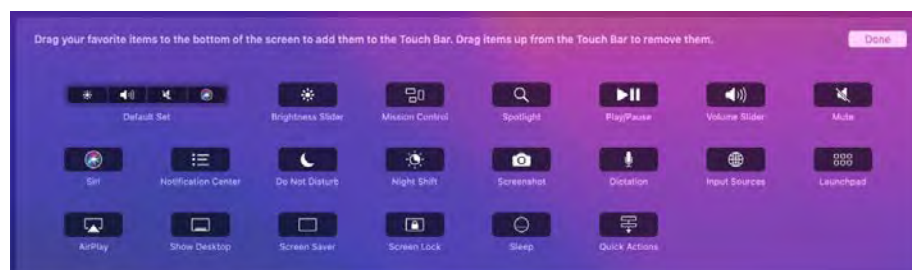 Drag your favorite items to the bottom of the screen to add them to the Touch Bar. Drag items up from the Touch Bar to remove them.
Done
Default Set
Brightness Slider
Mission Control
Spotlight
Play/Pause
Volume Slider
Mute
Siri
Notification Center
Do Not Disturb
Night Shift
Screenshot
Dictation
Input Sources
Launchpad
AirPlay
Show Desktop
Screen Saver
Screen Lock
Sleep
Quick Actions